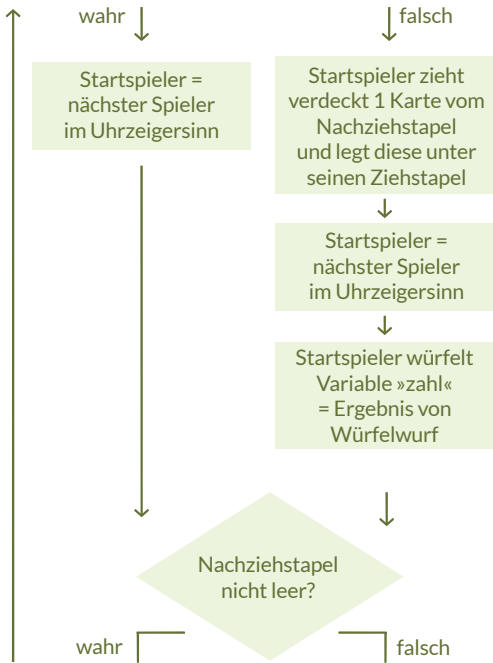 wahr
falsch
Startspieler =
nächster Spieler
im Uhrzeigersinn
Startspieler zieht
verdeckt 1 Karte vom
Nachziehstapel
und legt diese unter
seinen Ziehstapel
Startspieler =
nächster Spieler
im Uhrzeigersinn
Startspieler würfelt
Variable »zahl«
= Ergebnis von
Würfelwurf
Nachziehstapel
nicht leer?
wahr
falsch